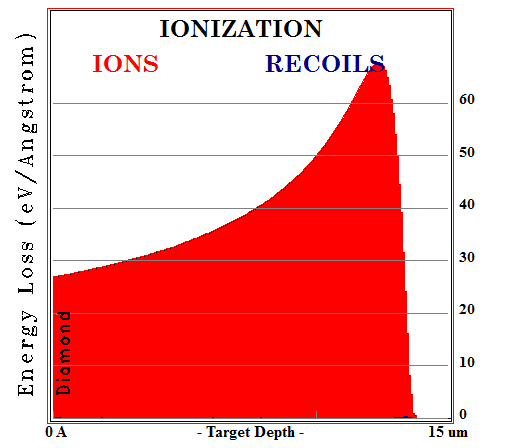 IONIZATION
IONS RECOILS
Energy Loss (eV/Angstrom)
60
50
40
30
20
10
0
Diamond
0 A - Target Depth - 15 um